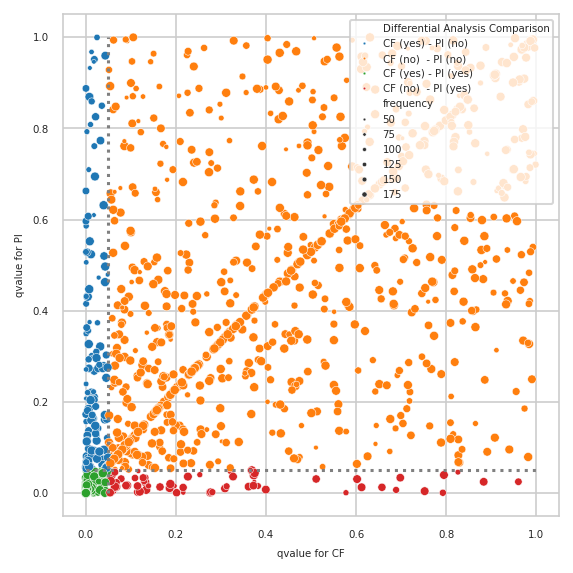 Differential Analysis Comparison
CF (yes) - PI (no)
CF (no)  - PI (no)
CF (yes) - PI (yes)
CF (no)  - PI (yes)
frequency
50
75
100
125
150
175
1.0
0.8
0.6
0.4
0.2
0.0
qvalue for PI
0.0
0.2
0.4
0.6
0.8
1.0
qvalue for CF